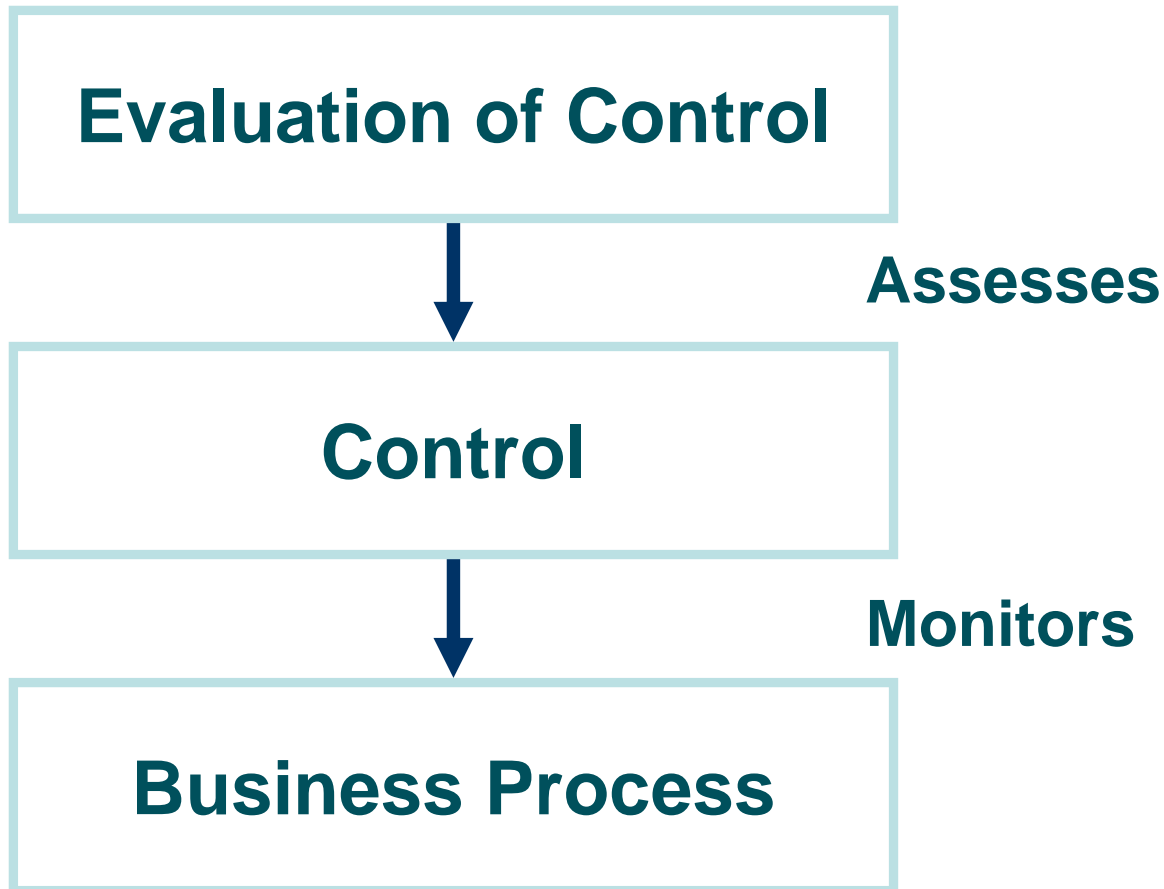 Evaluation of Control
Assesses
Control
Monitors
Business Process